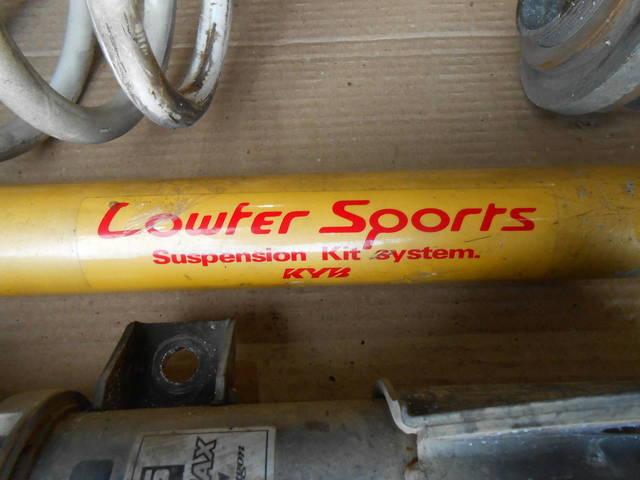 Lowfer Sports
Suspension Kit system.
KYB